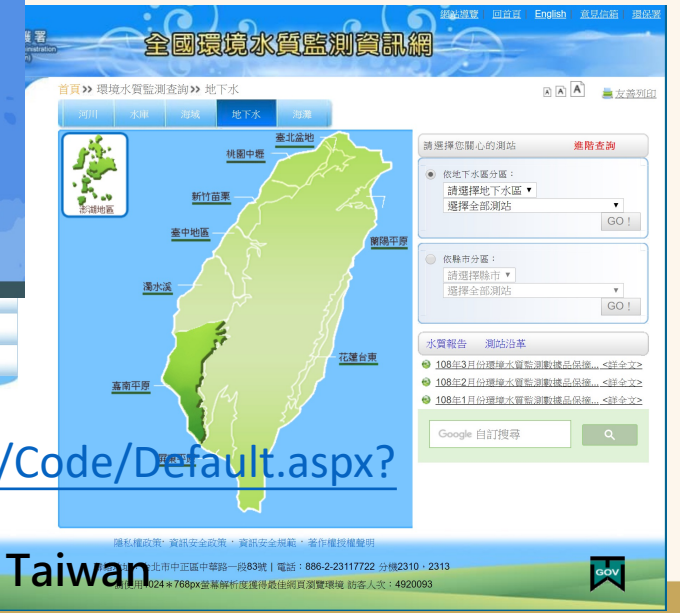 護署
網站導覽 回首頁 English 意見信箱 環保署
全國環境水質監測資訊網
首頁>> 環境水質監測查詢>> 地下水
A A A 友善列印
河川 水庫 海域 地下水 海灘
澎湖地區
臺北盆地
桃園中壢
新竹苗栗
臺中地區
蘭陽平原
濁水溪
花蓮台東
嘉南平原
請選擇您關心的測站 進階查詢
依地下水區分區：
請選擇地下水區
選擇全部測站
GO！
依縣市分區：
請選擇縣市
選擇全部測站
GO！
水質報告 測站沿革
108年3月份環境水質監測數據品保摘... <詳全文>
108年2月份環境水質監測數據品保摘... <詳全文>
108年1月份環境水質監測數據品保摘... <詳全文>
Google 自訂搜尋
/Code/Default.aspx?
隱私權政策‧資訊安全政策‧資訊安全規範‧著作權授權聲明
Taiwan
北市中正區中華路一段83號 | 電話：886-2-23117722 分機2310、2313
1024＊768px螢幕解析度獲得最佳網頁瀏覽環境 訪客人次：4920093
GOV